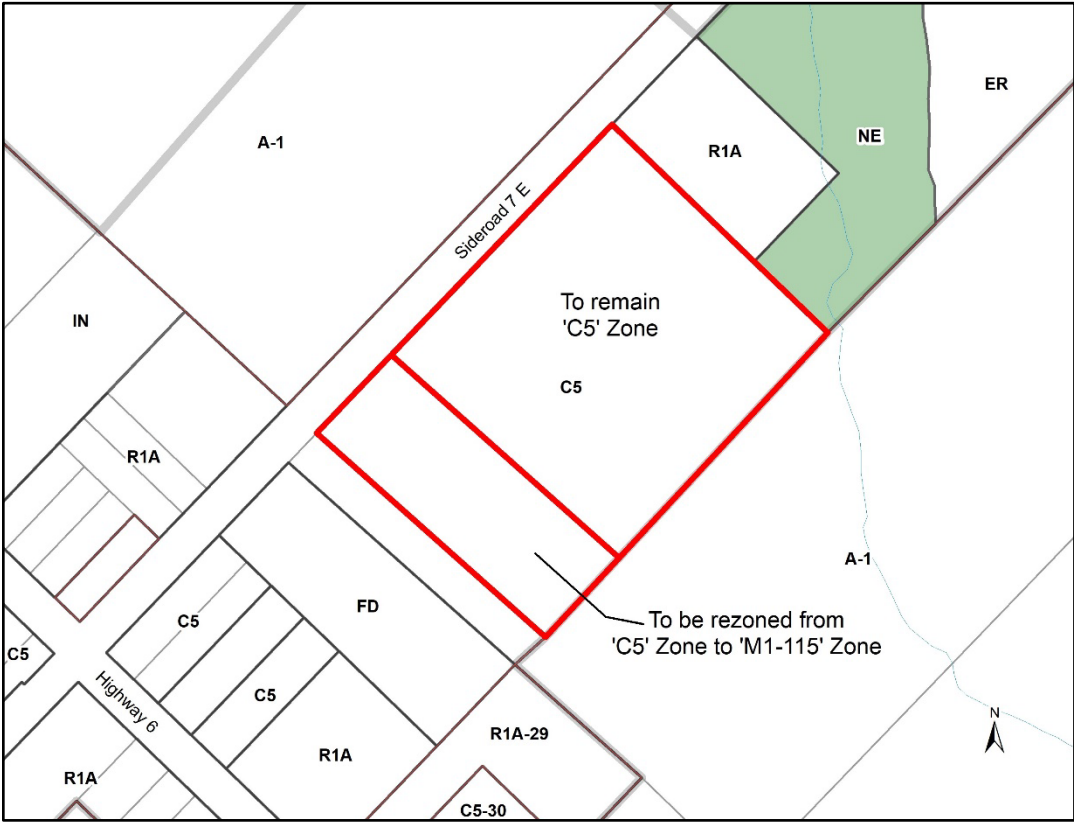 ER
A-1
NE
R1A
Sideroad 7 E
To remain
'C5' Zone
IN
C5
R1A
A-1
FD
C5
To be rezoned from
'C5' Zone to 'M1-115' Zone
C5
C5
Highway 6
N
R1A-29
R1A
R1A
C5-30